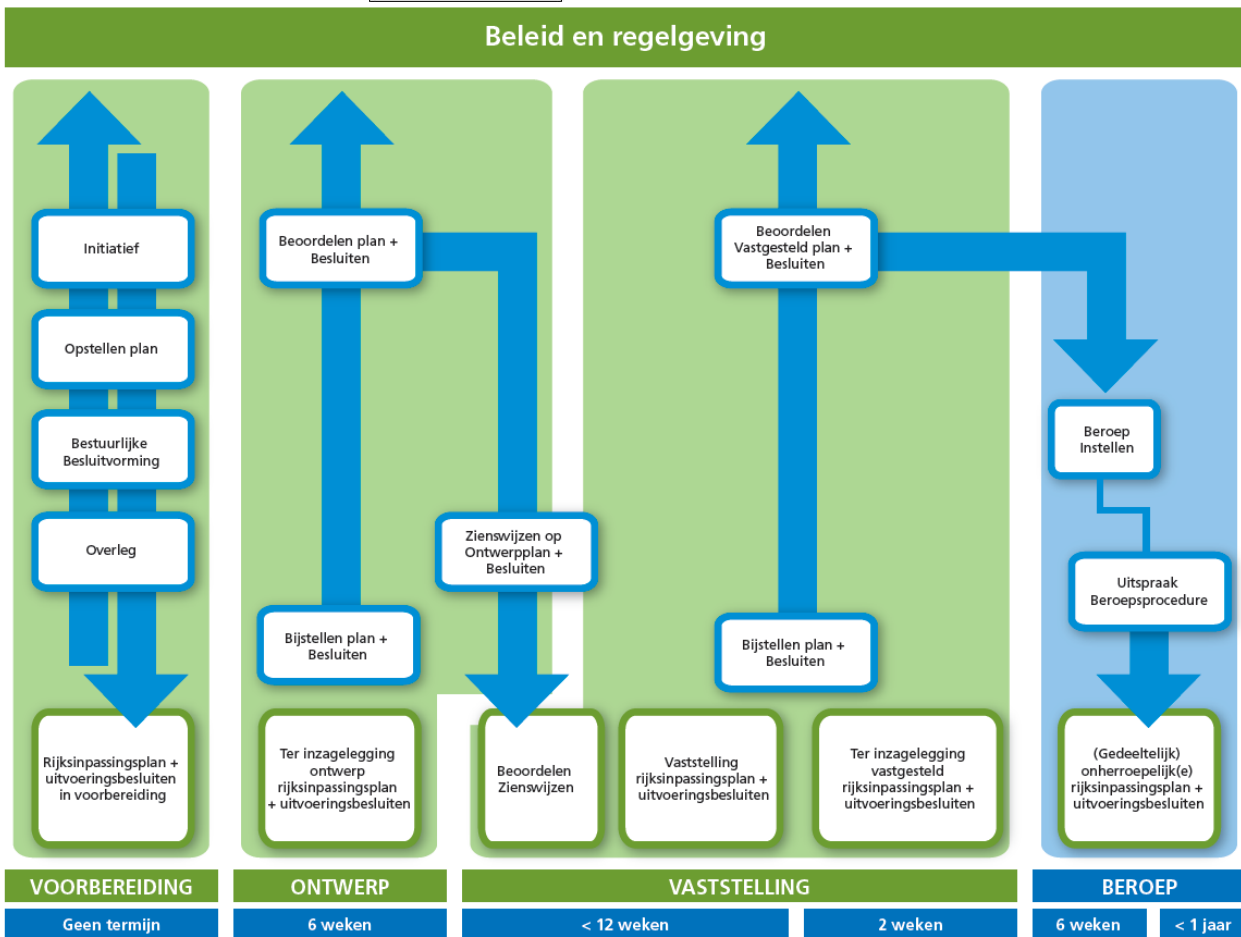 Beleid en regelgeving
Initiatief
Opstellen plan
Bestuurlijke
Besluitvorming
Overleg
Rijksinpassingsplan +
uitvoeringsbesluiten
in voorbereiding
Beoordelen plan +
Besluiten
Bijstellen plan +
Besluiten
Ter inzagelegging
ontwerp
rijksinpassingsplan
+ uitvoeringsbesluiten
Zienswijzen op
Ontwerpplan +
Besluiten
Beoordelen
Zienswijzen
Beoordelen
Vastgesteld plan +
Besluiten
Bijstellen plan +
Besluiten
Vaststelling
rijksinpassingsplan +
uitvoeringsbesluiten
Ter inzagelegging
vastgesteld
rijksinpassingsplan +
uitvoeringsbesluiten
Beroep
Instellen
Uitspraak
Beroepsprocedure
(Gedeeltelijk)
onherroepelijk(e)
rijksinpassingsplan +
uitvoeringsbesluiten
VOORBEREIDING
ONTWERP
VASTSTELLING
BEROEP
Geen termijn
6 weken
< 12 weken
2 weken
6 weken
< 1 jaar